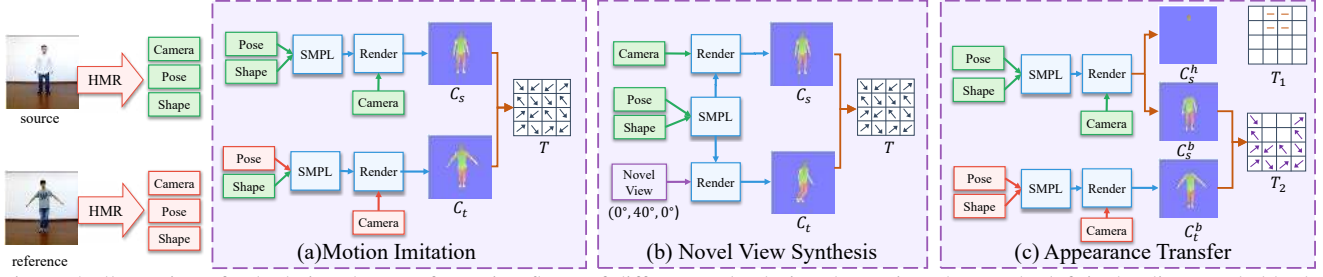 source
HMR
Camera
Pose
Shape
reference
HMR
Camera
Pose
Shape
Pose
Shape
SMPL
Render
Camera
C_s
Pose
Shape
SMPL
Render
Camera
C_t
T
(a)Motion Imitation
Camera
Render
C_s
Pose
Shape
SMPL
Novel
View
(0°, 40°, 0°)
Render
C_t
T
(b) Novel View Synthesis
Pose
Shape
SMPL
Render
Camera
C_s^h
C_s^b
T_1
Pose
Shape
SMPL
Render
Camera
C_t^b
T_2
(c) Appearance Transfer